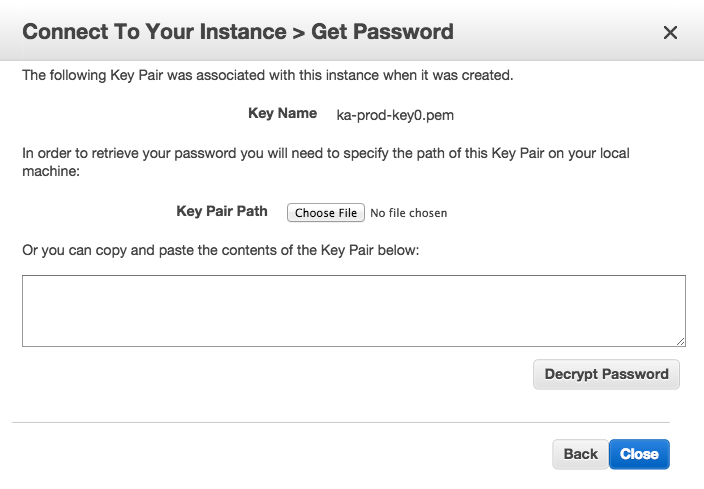 Connect To Your Instance > Get Password
The following Key Pair was associated with this instance when it was created.
Key Name ka-prod-key0.pem
In order to retrieve your password you will need to specify the path of this Key Pair on your local
machine:
Key Pair Path Choose File No file chosen
Or you can copy and paste the contents of the Key Pair below:
Decrypt Password
Back Close